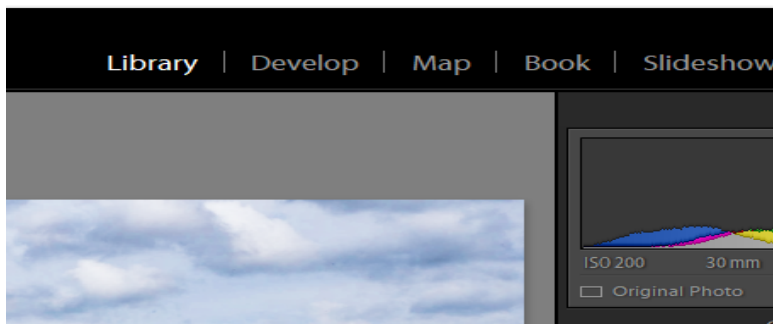 Library | Develop | Map | Book | Slideshow
ISO 200 30 mm
Original Photo